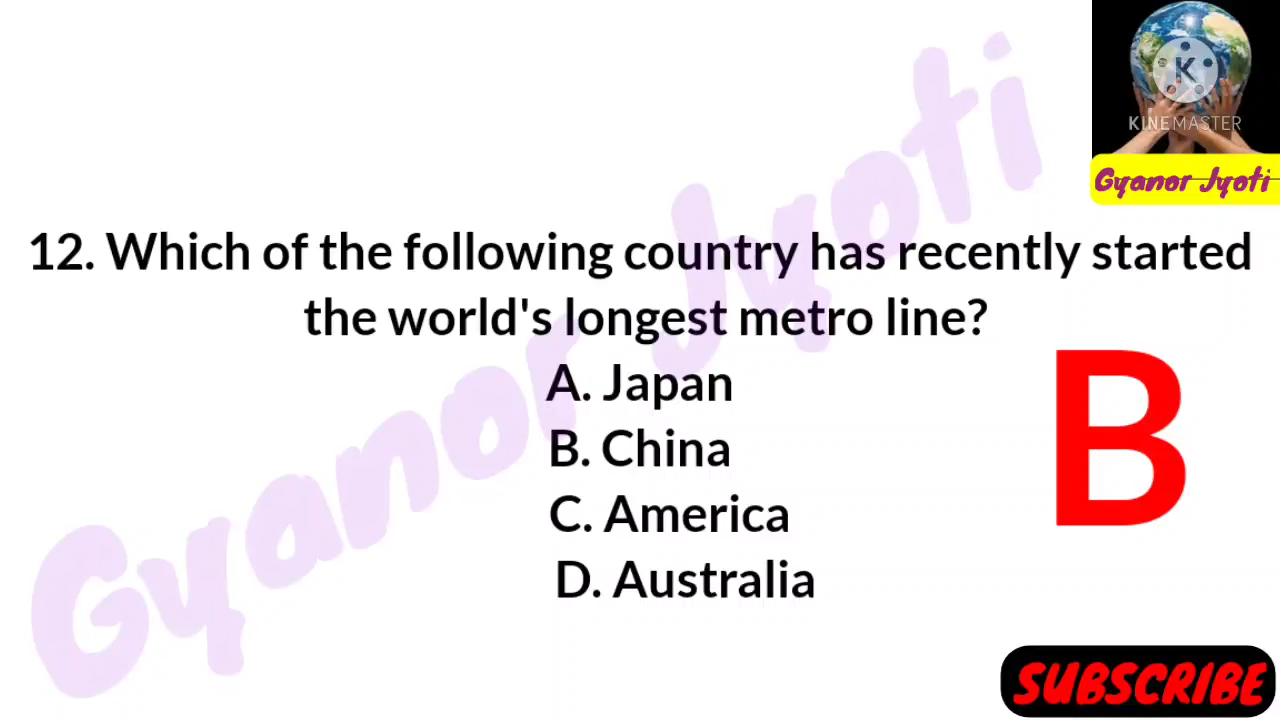 K
KINEMASTER
Gyanor Jyoti
12. Which of the following country has recently started
the world's longest metro line?
A. Japan
B. China
C. America
D. Australia
B
Gyanor Jyoti
SUBSCRIBE